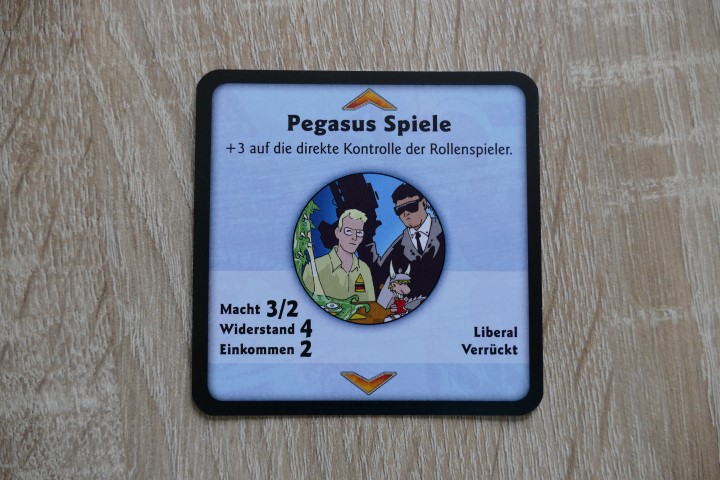 Pegasus Spiele
+3 auf die direkte Kontrolle der Rollenspieler.
Macht 3/2
Widerstand 4
Einkommen 2
Liberal
Verrückt